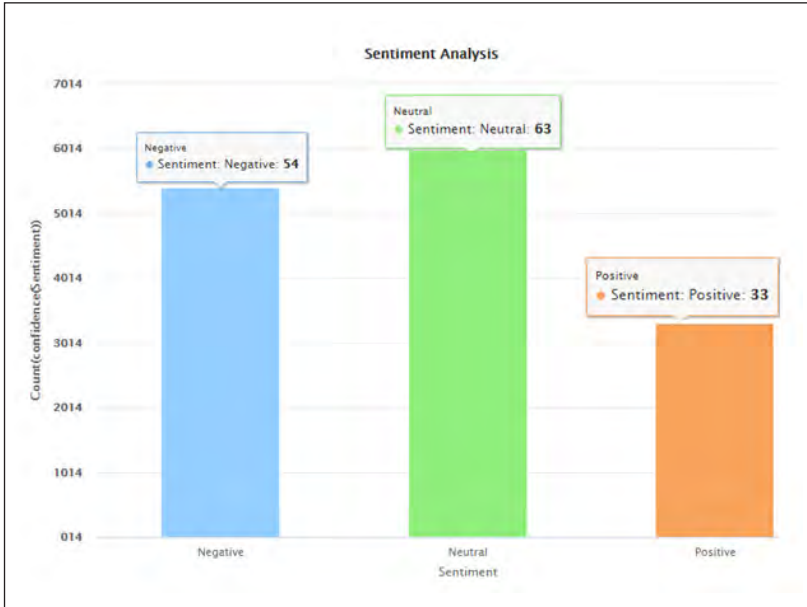 Sentiment Analysis
7014
6014
5014
4014
3014
2014
1014
014
Count(confidence(Sentiment))
Negative
Sentiment: Negative: 54
Neutral
Sentiment: Neutral: 63
Positive
Sentiment: Positive: 33
Negative
Neutral
Positive
Sentiment